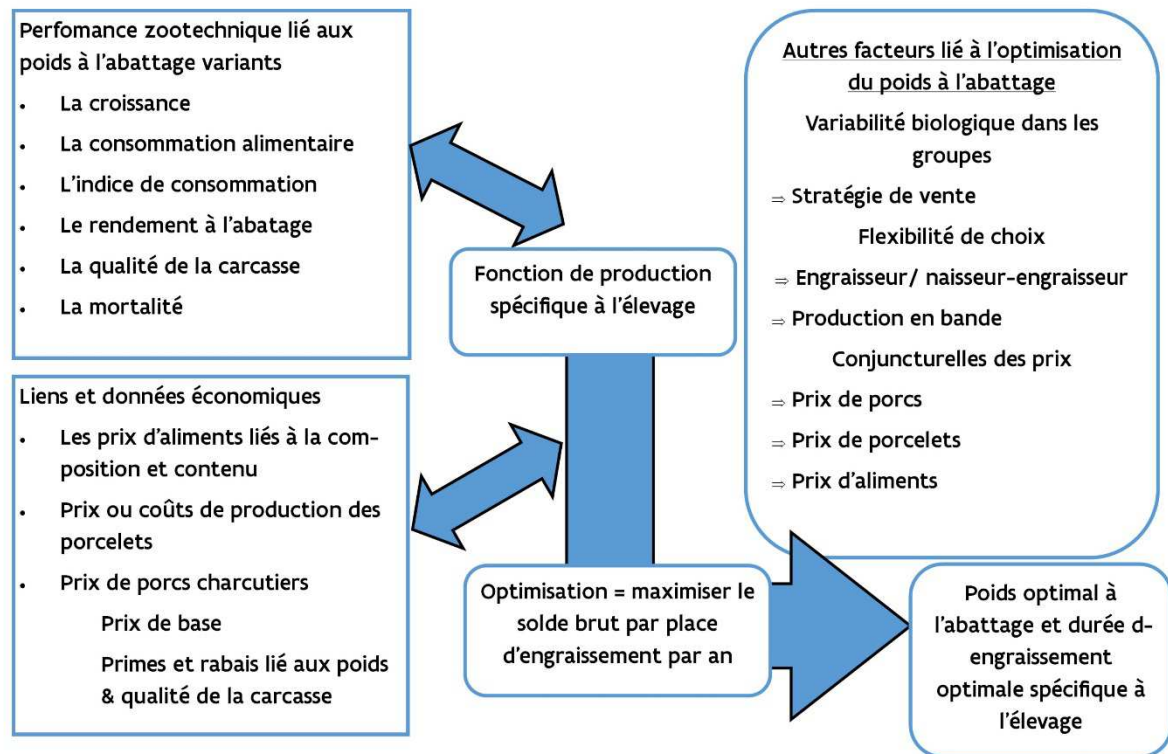 Perfomance zootechnique lié aux
poids à l'abattage variants
• La croissance
• La consommation alimentaire
• L'indice de consommation
• Le rendement à l'abatage
• La qualité de la carcasse
• La mortalité
Liens et données économiques
• Les prix d'aliments liés à la com-
position et contenu
• Prix ou coûts de production des
porcelets
• Prix de porcs charcutiers
Prix de base
Primes et rabais lié aux poids
& qualité de la carcasse
Fonction de production
spécifique à l'élevage
Optimisation = maximiser le
solde brut par place
d'engraissement par an
Autres facteurs lié à l'optimisation
du poids à l'abattage
Variabilité biologique dans les
groupes
⇒ Stratégie de vente
Flexibilité de choix
⇒ Engraisseur/ naisseur-engraisseur
⇒ Production en bande
Conjuncturelles des prix
⇒ Prix de porcs
⇒ Prix de porcelets
⇒ Prix d'aliments
Poids optimal à
l'abattage et durée d-
engraissement
optimale spécifique à
l'élevage